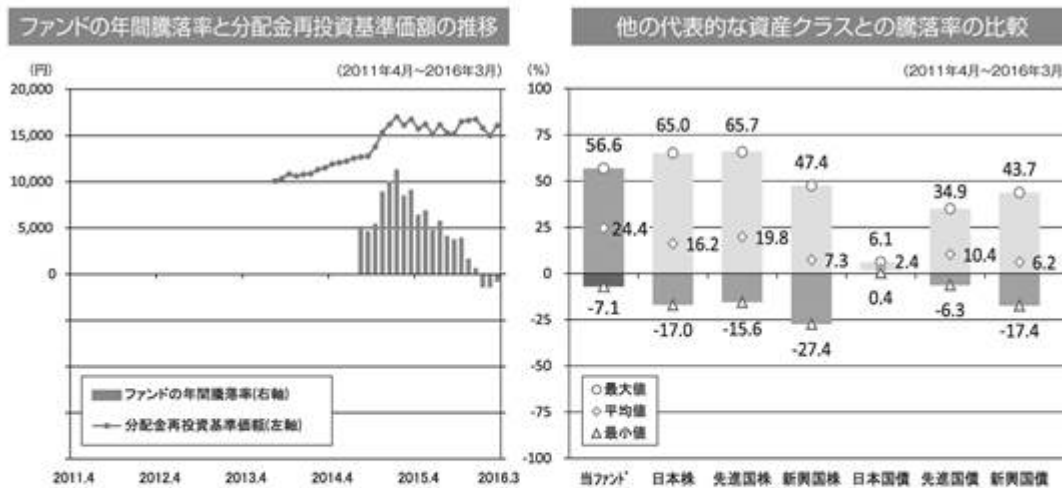 ファンドの年間騰落率と分配金再投資基準価額の推移
(円)
(2011年4月～2016年3月)
20,000
15,000
10,000
5,000
0
ファンドの年間騰落率(右軸)
分配金再投資基準価額(左軸)
2011.4 2012.4 2013.4 2014.4 2015.4 2016.3
他の代表的な資産クラスとの騰落率の比較
(%)
(2011年4月～2016年3月
100
75
50
25
0
-25
-50
-75
-100
56.6 65.0 65.7 47.4 6.1 34.9 43.7
24.4 16.2 19.8 7.3 2.4 10.4 6.2
-7.1 -17.0 -15.6 -27.4 0.4 -6.3 -17.4
最大値
平均値
最小値
当ファンド 日本株 先進国株 新興国株 日本国債 先進国債 新興国債